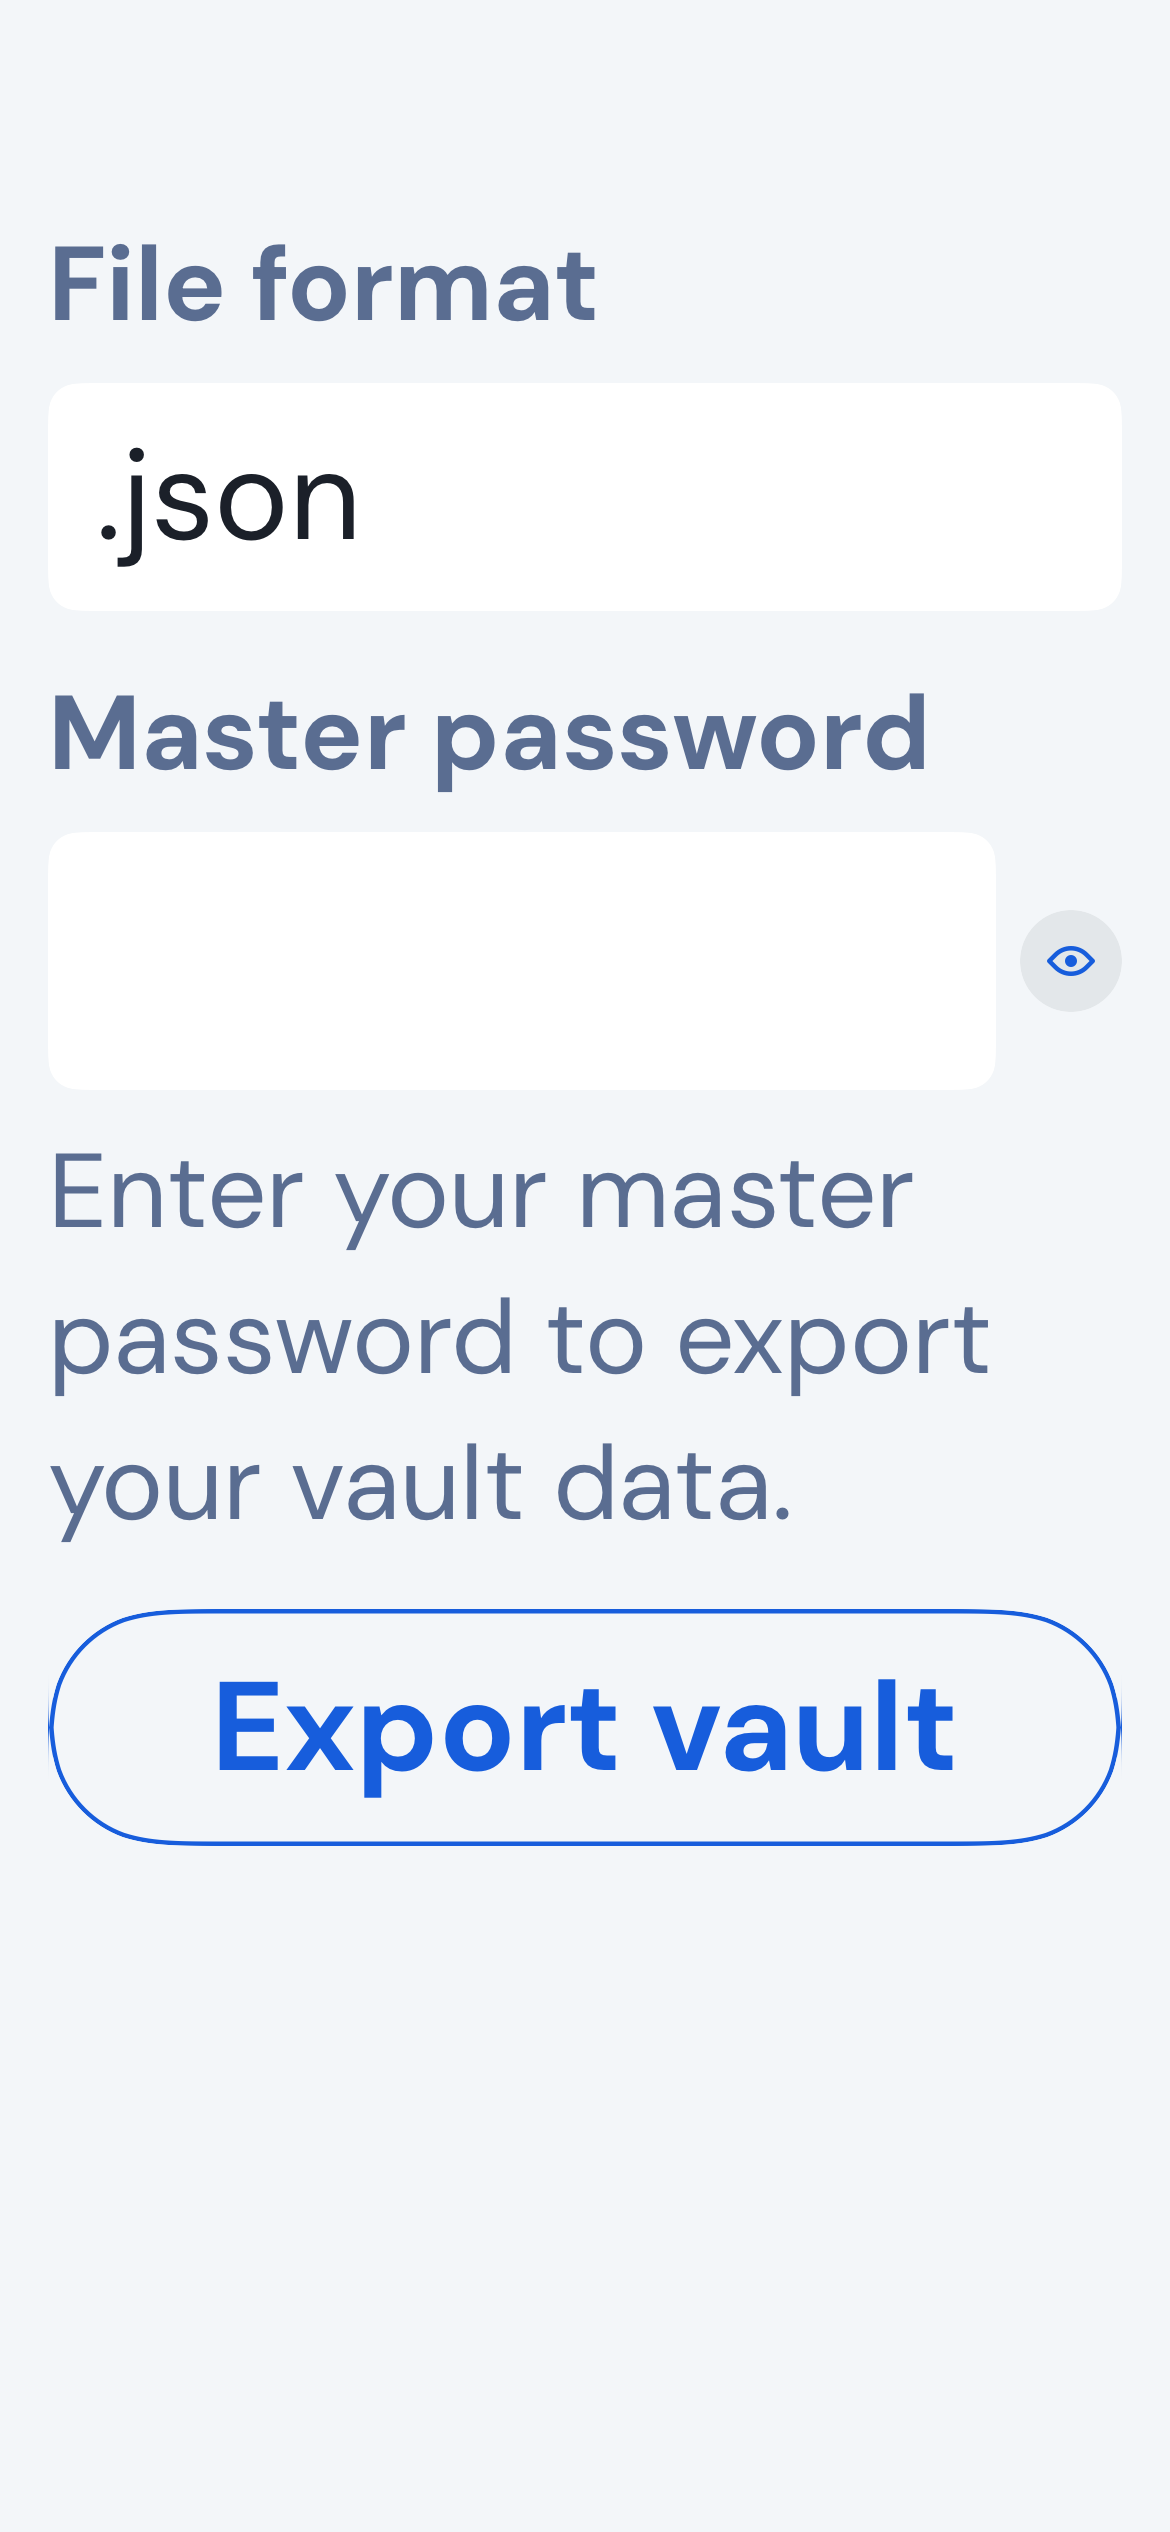 File format
.json
Master password
Enter your master
password to export
your vault data.
Export vault